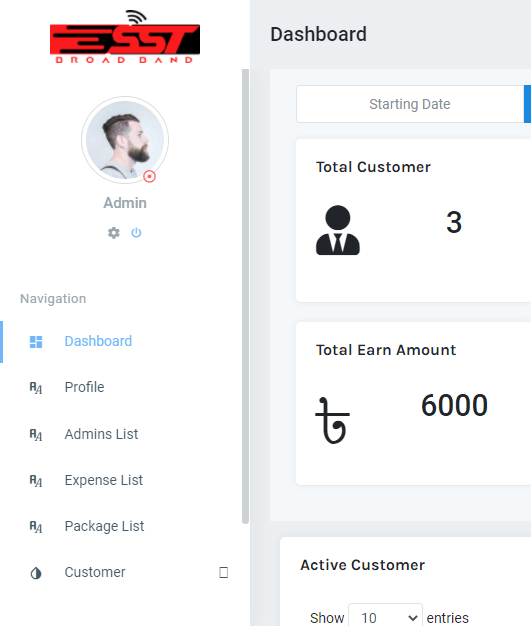 ESST
BROAD BAND
Admin
Navigation
Dashboard
Profile
Admins List
Expense List
Package List
Customer
Dashboard
Starting Date
Total Customer
3
Total Earn Amount
৳
6000
Active Customer
Show 10 entries